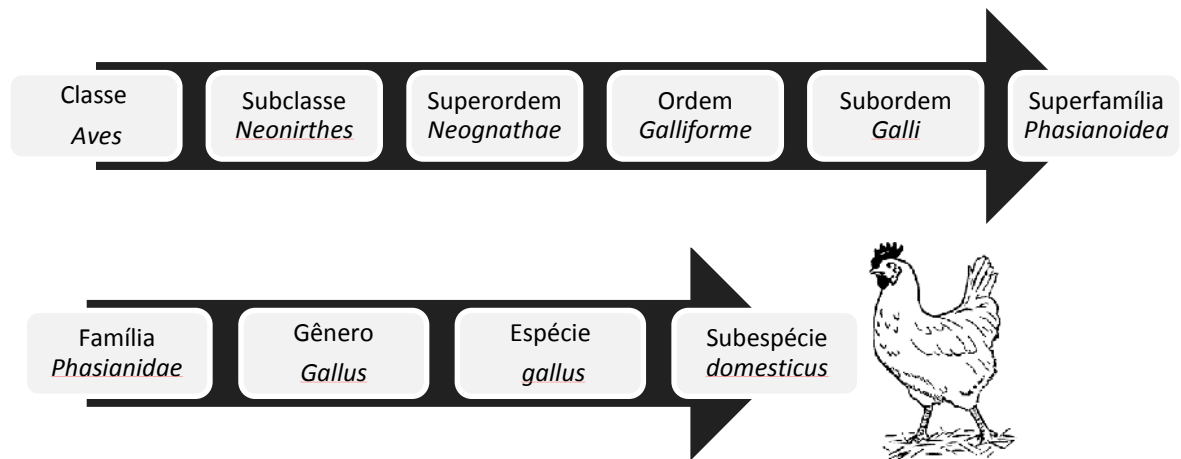 Classe
Aves
Subclasse
Neonirthes
Superordem
Neognathae
Ordem
Galliforme
Subordem
Galli
Superfamília
Phasianoidea
Família
Phasianidae
Gênero
Gallus
Espécie
gallus
Subespécie
domesticus